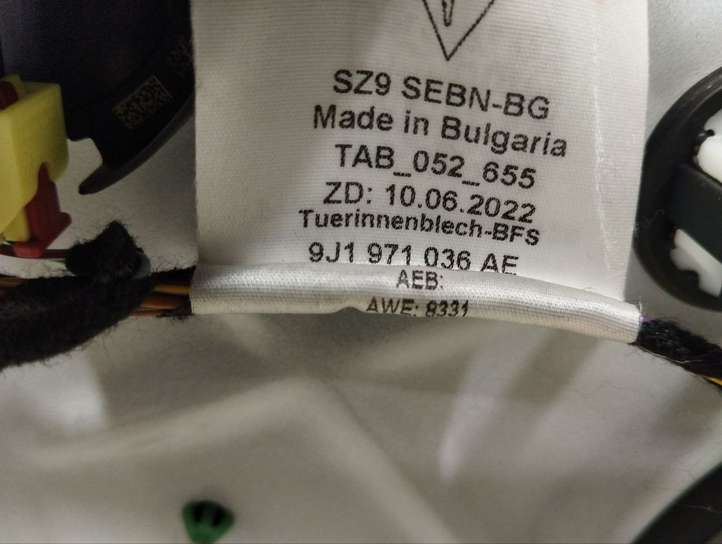 SZ9 SEBN-BG
Made in Bulgaria
TAB_052_655
ZD: 10.06.2022
Tuerinnenblech-BFS
9J1 971 036 AE
AEB:
AWE: 8331